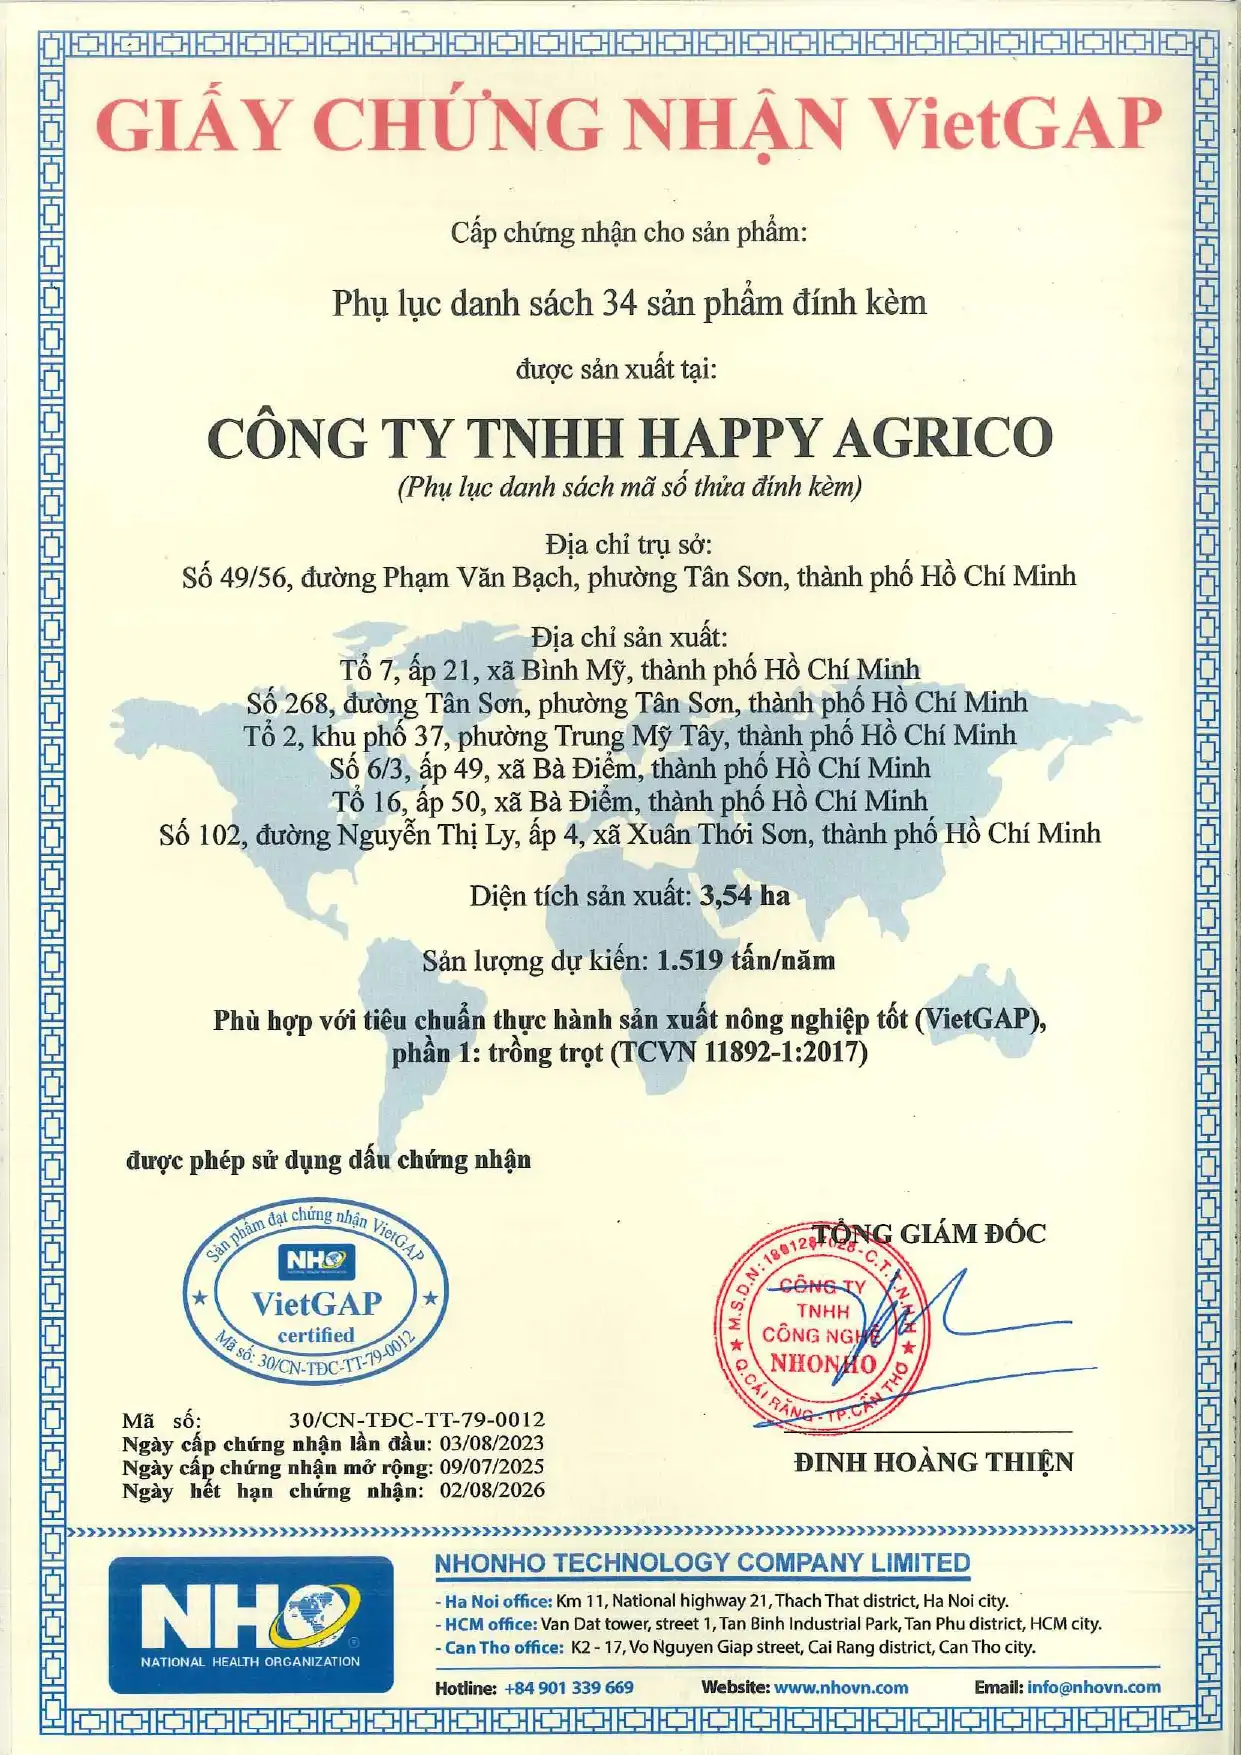 GIẤY CHỨNG NHẬN VietGAP
Cấp chứng nhận cho sản phẩm:
Phụ lục danh sách 34 sản phẩm đính kèm
được sản xuất tại:
CÔNG TY TNHH HAPPY AGRICO
(Phụ lục danh sách mã số thửa đính kèm)
Địa chỉ trụ sở:
Số 49/56, đường Phạm Văn Bạch, phường Tân Sơn, thành phố Hồ Chí Minh
Địa chỉ sản xuất:
Tổ 7, ấp 21, xã Bình Mỹ, thành phố Hồ Chí Minh
Số 268, đường Tân Sơn, phường Tân Sơn, thành phố Hồ Chí Minh
Tổ 2, khu phố 37, phường Trung Mỹ Tây, thành phố Hồ Chí Minh
Số 6/3, ấp 49, xã Bà Điểm, thành phố Hồ Chí Minh
Tổ 16, ấp 50, xã Bà Điểm, thành phố Hồ Chí Minh
Số 102, đường Nguyễn Thị Ly, ấp 4, xã Xuân Thới Sơn, thành phố Hồ Chí Minh
Diện tích sản xuất: 3,54 ha
Sản lượng dự kiến: 1.519 tấn/năm
Phù hợp với tiêu chuẩn thực hành sản xuất nông nghiệp tốt (VietGAP),
phần 1: trồng trọt (TCVN 11892-1:2017)
được phép sử dụng dấu chứng nhận
Sản phẩm đạt chứng nhận VietGAP
NHO
VietGAP
certified
Mã số: 30/CN-TĐC-TT-79-0012
TỔNG GIÁM ĐỐC
M.S.D.N: C.T.T.N.H.H
CÔNG TY
TNHH
CÔNG NGHỆ
NHONHO
Q.CÁI RĂNG - TP.CẦN THƠ
ĐINH HOÀNG THIỆN
Mã số: 30/CN-TĐC-TT-79-0012
Ngày cấp chứng nhận lần đầu: 03/08/2023
Ngày cấp chứng nhận mở rộng: 09/07/2025
Ngày hết hạn chứng nhận: 02/08/2026
NHO
NATIONAL HEALTH ORGANIZATION
NHONHO TECHNOLOGY COMPANY LIMITED
- Ha Noi office: Km 11, National highway 21, Thach That district, Ha Noi city.
- HCM office: Van Dat tower, street 1, Tan Binh Industrial Park, Tan Phu district, HCM city.
- Can Tho office: K2 - 17, Vo Nguyen Giap street, Cai Rang district, Can Tho city.
Hotline: +84 901 339 669 Website: www.nhovn.com Email: info@nhovn.com